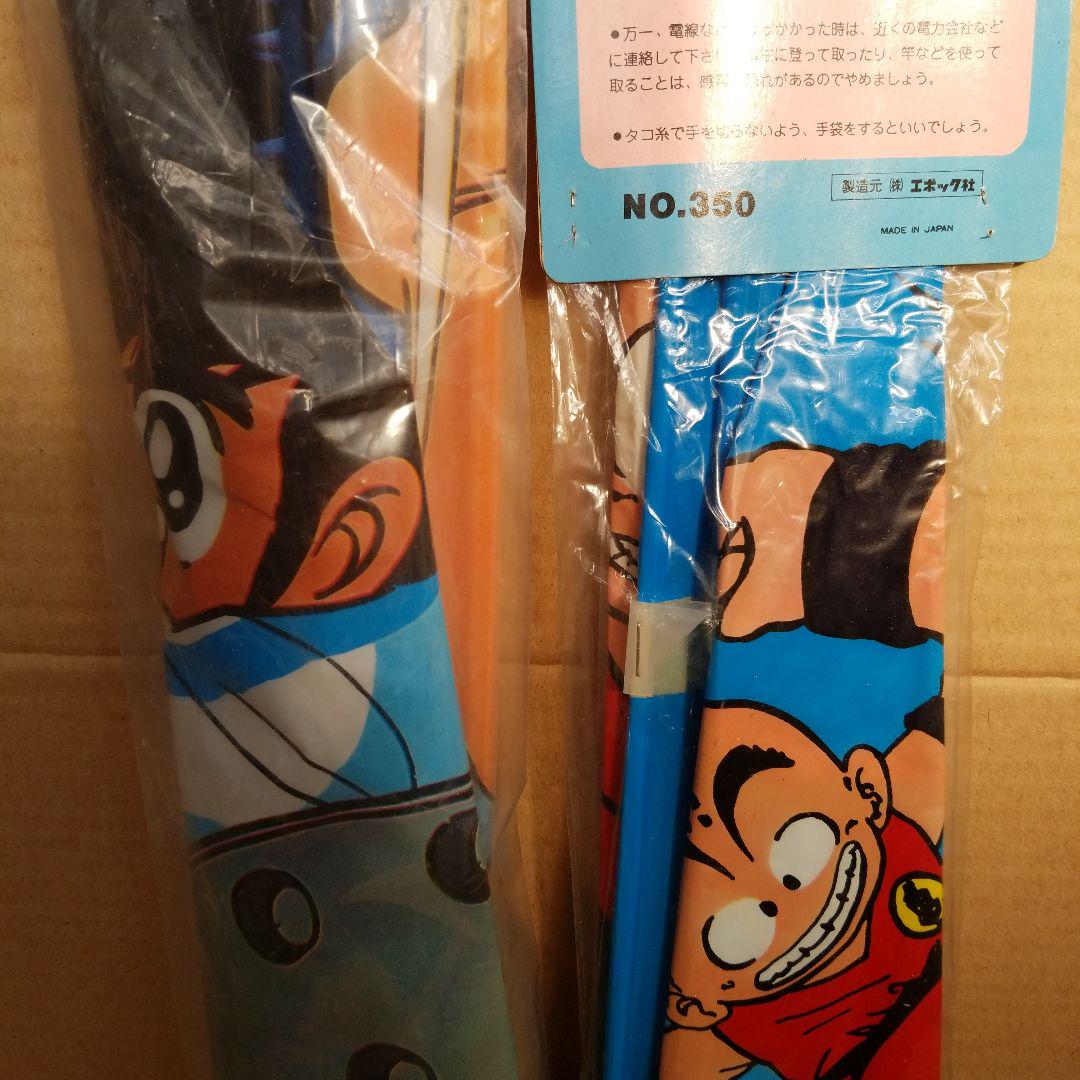 ●万一、電線など かかった時は、近くの電力会社など
に連絡して下さ に登って取ったり、竿などを使って
取ることは、感 れがあるのでやめましょう。
●タコ糸で手を切らないよう、手袋をするといいでしょう。
NO.350
製造元 ㈱ エポック社
MADE IN JAPAN